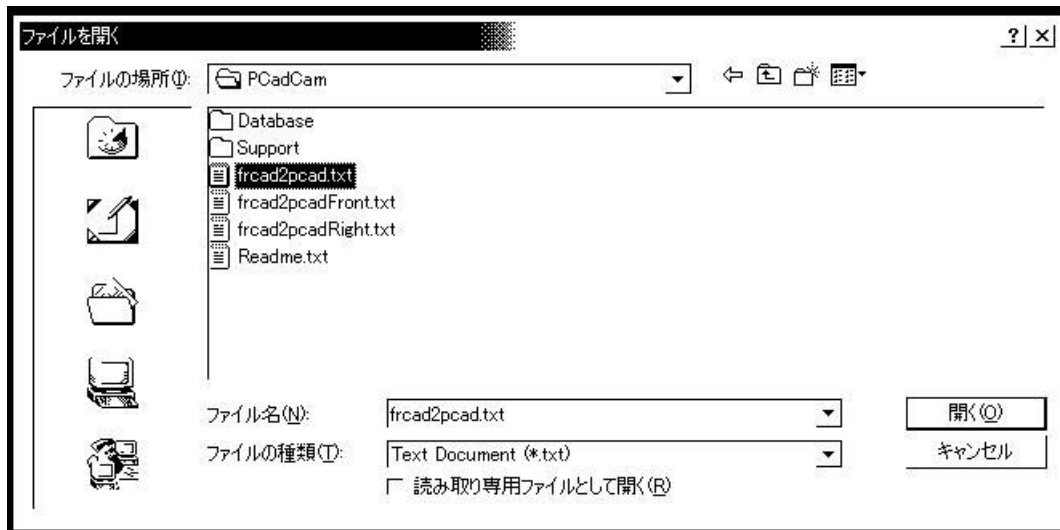 ファイルを開く
ファイルの場所(I): PCadCam
Database
Support
frcad2pcad.txt
frcad2pcadFront.txt
frcad2pcadRight.txt
Readme.txt
ファイル名(N): frcad2pcad.txt 開く(O)
ファイルの種類(T): Text Document (*.txt) キャンセル
読み取り専用ファイルとして開く(R)